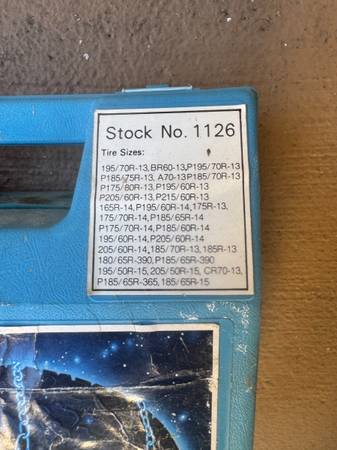 Stock No. 1126
Tire Sizes:
195/70R-13, BR60-13, P195/70R-13
P185/75R-13, A70-13 P185/70R-13
P175/80R-13, P195/60R-13
P205/60R-13, P215/60R-13
165R-14, P195/60R-14, 175R-13,
175/70R-14, P185/65R-14
P175/70R-14, P185/60R-14
195/60R-14, P205/60R-14
205/60R-14, 185/70R-13, 185R-13
180/65R-390, P185/65R-390
195/50R-15, 205/50R-15, CR70-13,
P185/65R-365, 185/65R-15